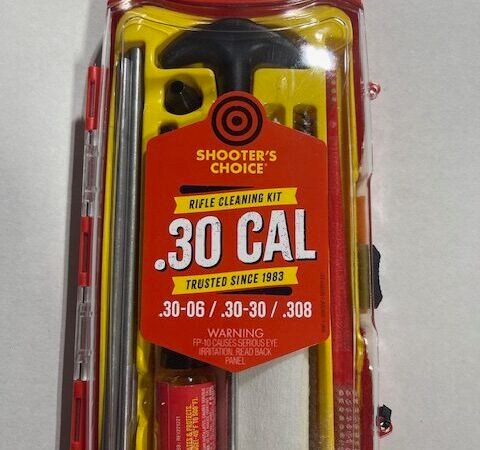 SHOOTER'S
CHOICE
RIFLE CLEANING KIT
.30 CAL
TRUSTED SINCE 1983
.30-06 / .30-30 / .308
WARNING
FP-10 CAUSES SERIOUS EYE
IRRITATION. READ BACK
PANEL